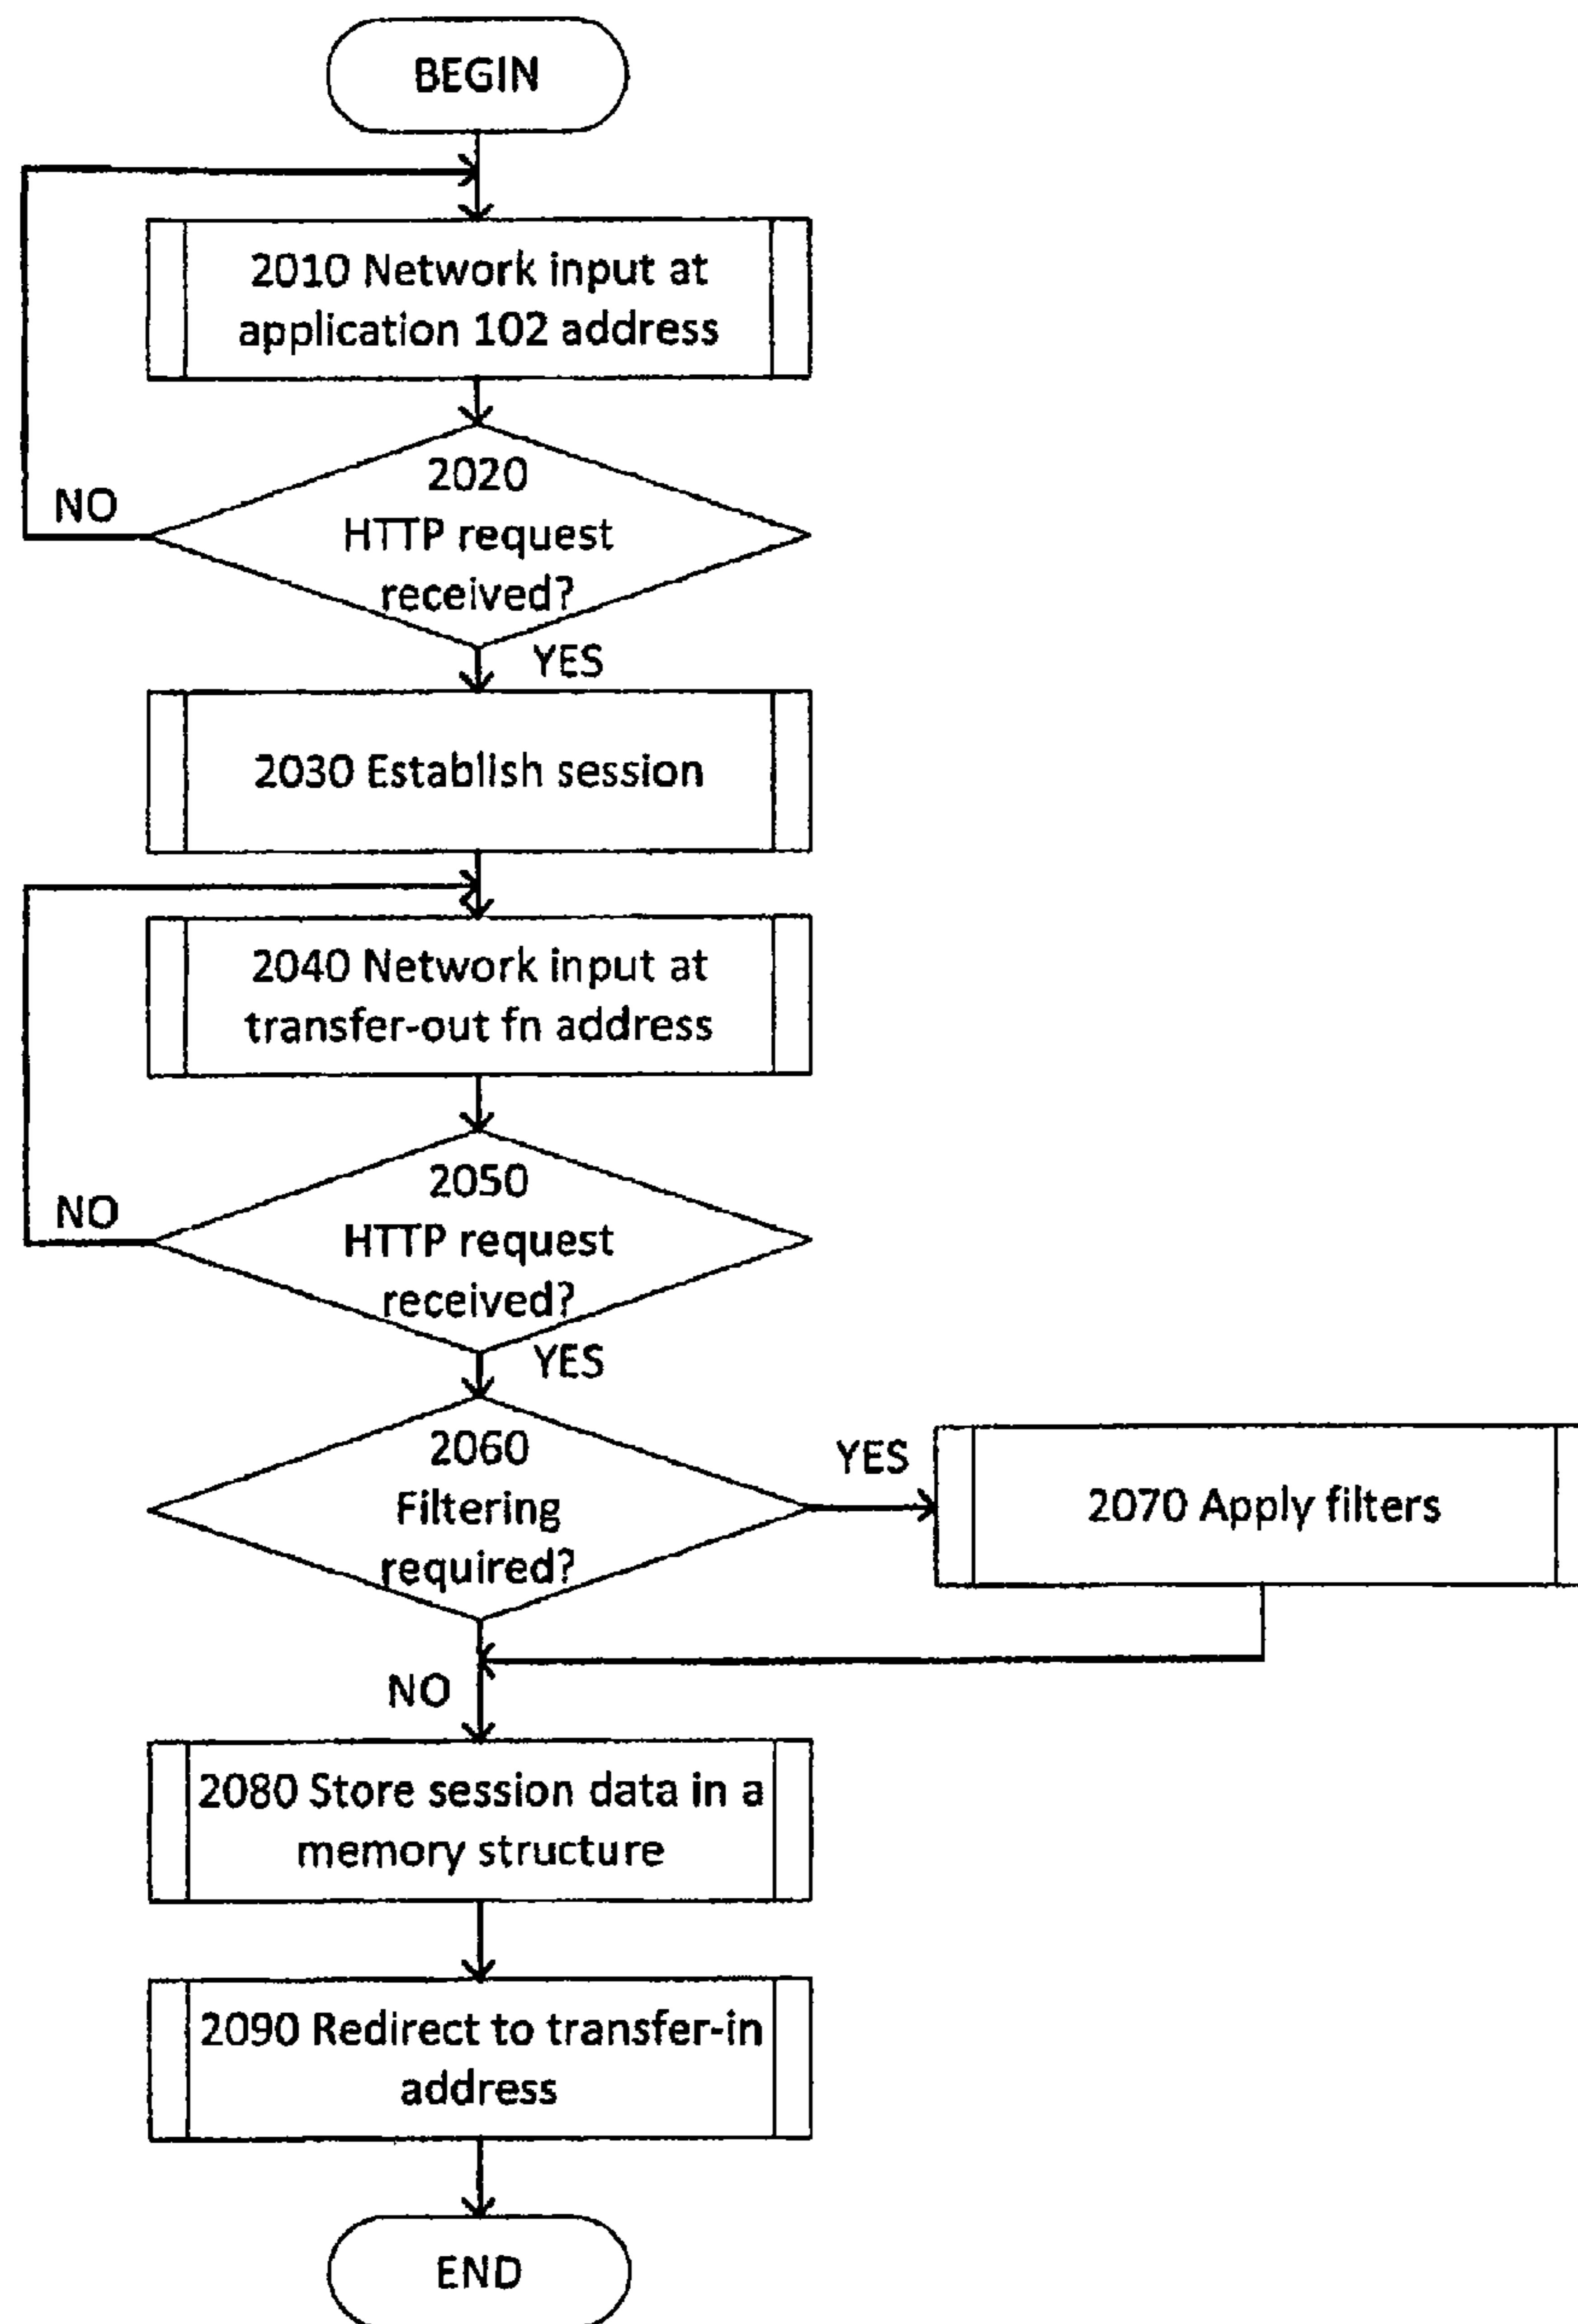 BEGIN
2010 Network input at
application 102 address
2020
HTTP request
received?
NO
YES
2030 Establish session
2040 Network input at
transfer-out fn address
2050
HTTP request
received?
NO
YES
2060
Filtering
required?
YES
2070 Apply filters
NO
2080 Store session data in a
memory structure
2090 Redirect to transfer-in
address
END